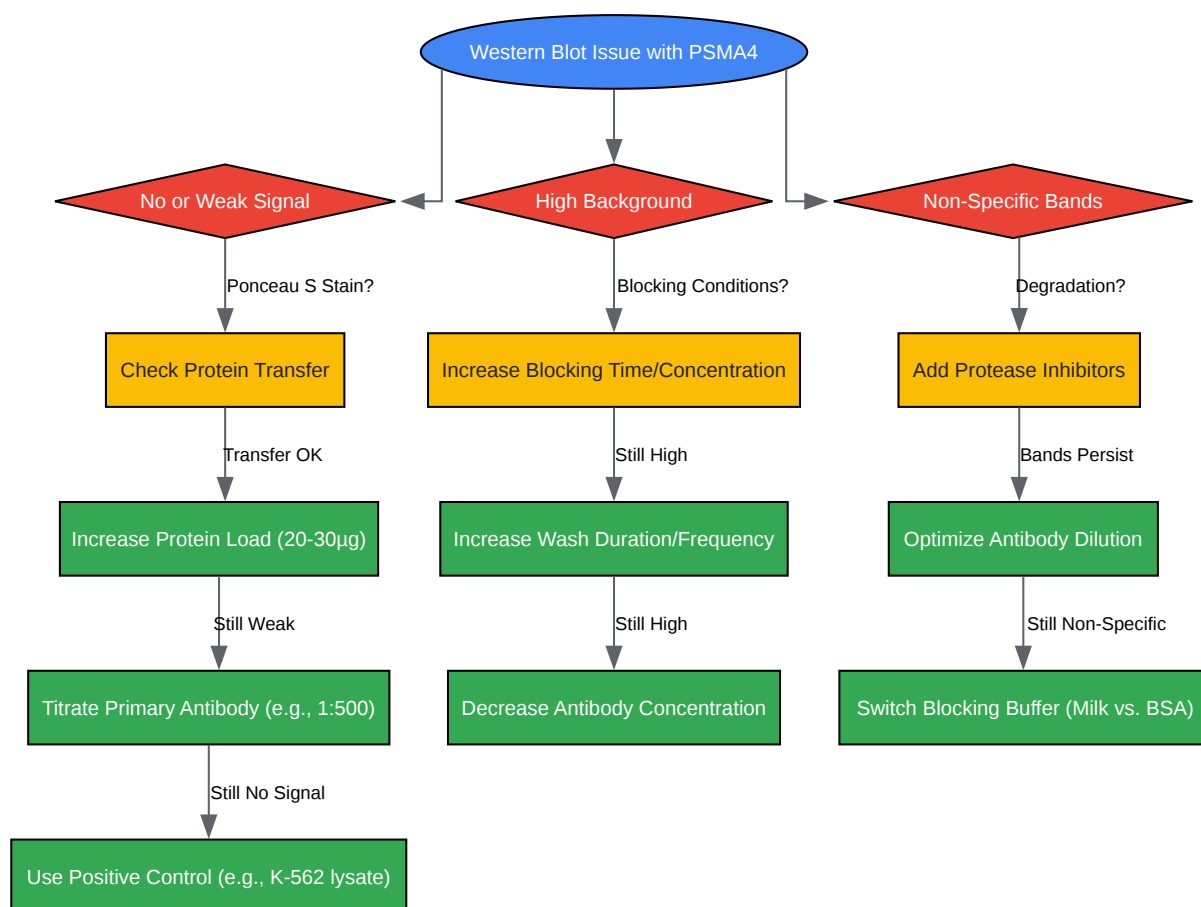 Western Blot Issue with PSMA4
No or Weak Signal
High Background
Non-Specific Bands
Ponceau S Stain?
Blocking Conditions?
Degradation?
Check Protein Transfer
Increase Blocking Time/Concentration
Add Protease Inhibitors
Transfer OK
Still High
Bands Persist
Increase Protein Load (20-30µg)
Increase Wash Duration/Frequency
Optimize Antibody Dilution
Still Weak
Still High
Still Non-Specific
Titrate Primary Antibody (e.g., 1:500)
Decrease Antibody Concentration
Switch Blocking Buffer (Milk vs. BSA)
Still No Signal
Use Positive Control (e.g., K-562 lysate)